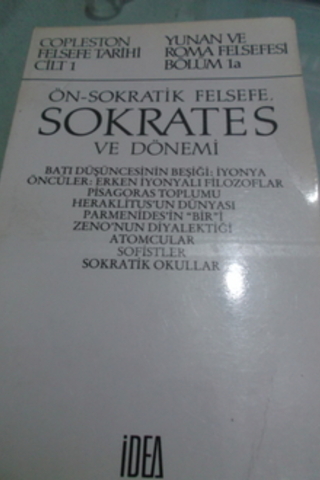 COPLESTON
FELSEFE TARİHİ
CİLT 1
YUNAN VE
ROMA FELSEFESİ
BÖLÜM 1a
ÖN-SOKRATİK FELSEFE.
SOKRATES
VE DÖNEMİ
BATI DÜŞÜNCESİNİN BEŞİĞİ: İYONYA
ÖNCÜLER: ERKEN İYONYALI FİLOZOFLAR
PİSAGORAS TOPLUMU
HERAKLİTUS'UN DÜNYASI
PARMENİDES'İN "BİR"İ
ZENO'NUN DİYALEKTİĞİ
ATOMCULAR
SOFİSTLER
SOKRATİK OKULLAR
İDEA